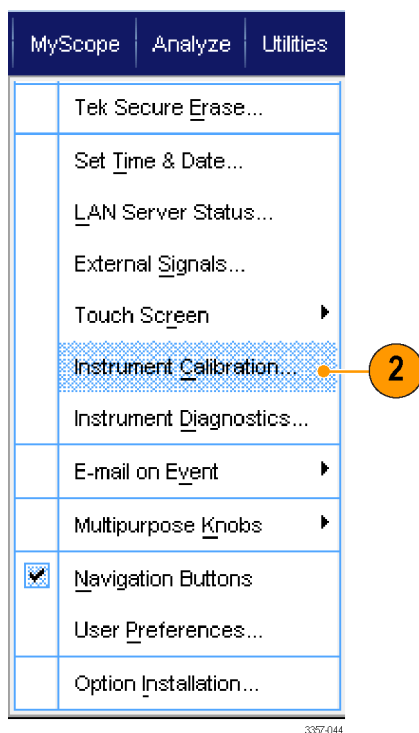 MyScope Analyze Utilities
Tek Secure Erase...
Set Time & Date...
LAN Server Status...
External Signals...
Touch Screen
Instrument Calibration...
2
Instrument Diagnostics...
E-mail on Event
Multipurpose Knobs
Navigation Buttons
User Preferences...
Option Installation...
3357-044